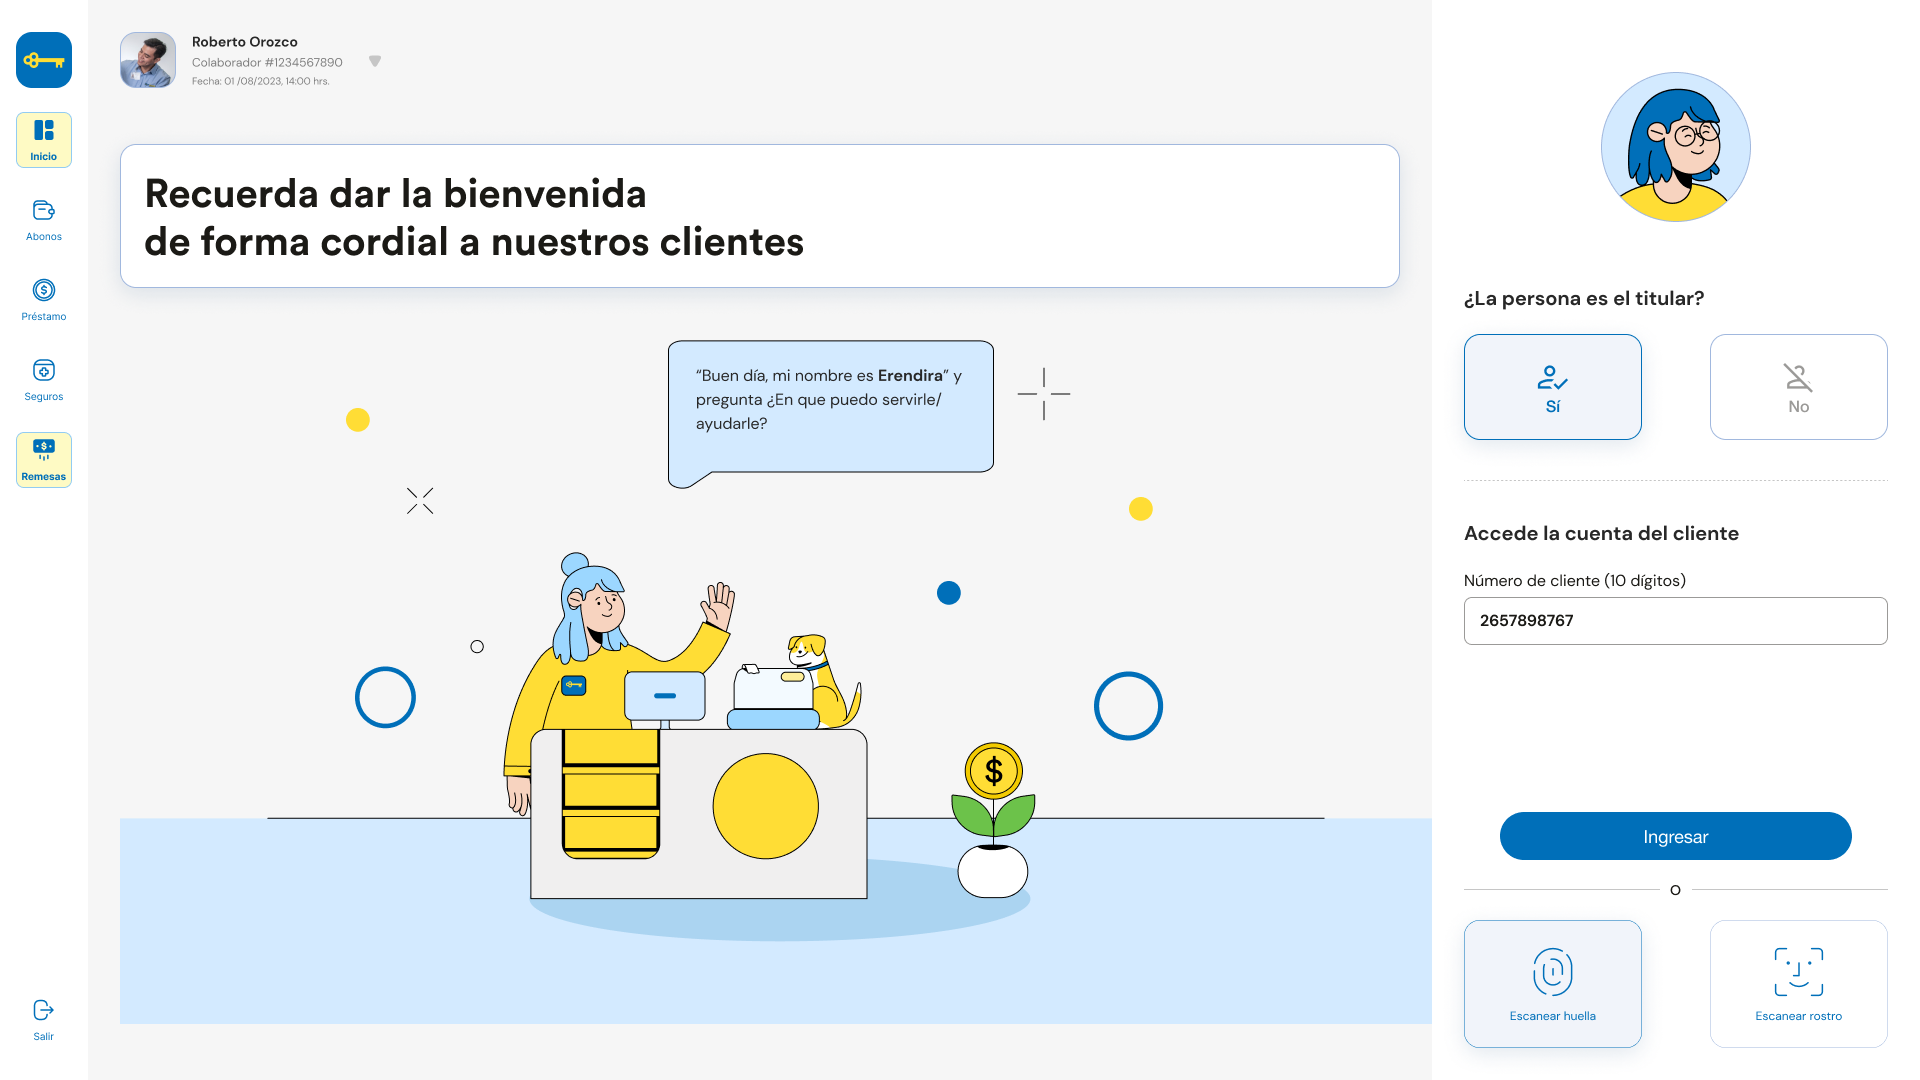 Roberto Orozco
Colaborador #1234567890
Fecha: 01 /08/2023, 14:00 hrs.
Inicio
Abonos
Préstamo
Seguros
Remesas
Salir
Recuerda dar la bienvenida
de forma cordial a nuestros clientes
“Buen día, mi nombre es Erendira” y
pregunta ¿En que puedo servirle/
ayudarle?
$
¿La persona es el titular?
Sí
No
Accede la cuenta del cliente
Número de cliente (10 dígitos)
2657898767
Ingresar
O
Escanear huella
Escanear rostro